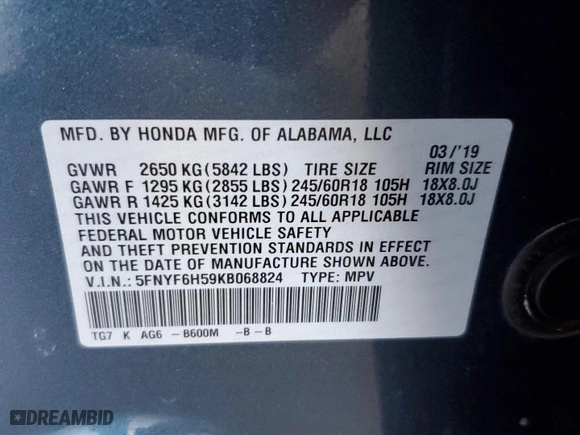 MFD. BY HONDA MFG. OF ALABAMA, LLC
03/'19
GVWR 2650 KG (5842 LBS) TIRE SIZE RIM SIZE
GAWR F 1295 KG (2855 LBS) 245/60R18 105H 18X8.0J
GAWR R 1425 KG (3142 LBS) 245/60R18 105H 18X8.0J
THIS VEHICLE CONFORMS TO ALL APPLICABLE
FEDERAL MOTOR VEHICLE SAFETY
AND THEFT PREVENTION STANDARDS IN EFFECT
ON THE DATE OF MANUFACTURE SHOWN ABOVE.
V.I.N.: 5FNYF6H59KB068824 TYPE: MPV
TG7 K AG6 -B600M -B-B
DREAMBID